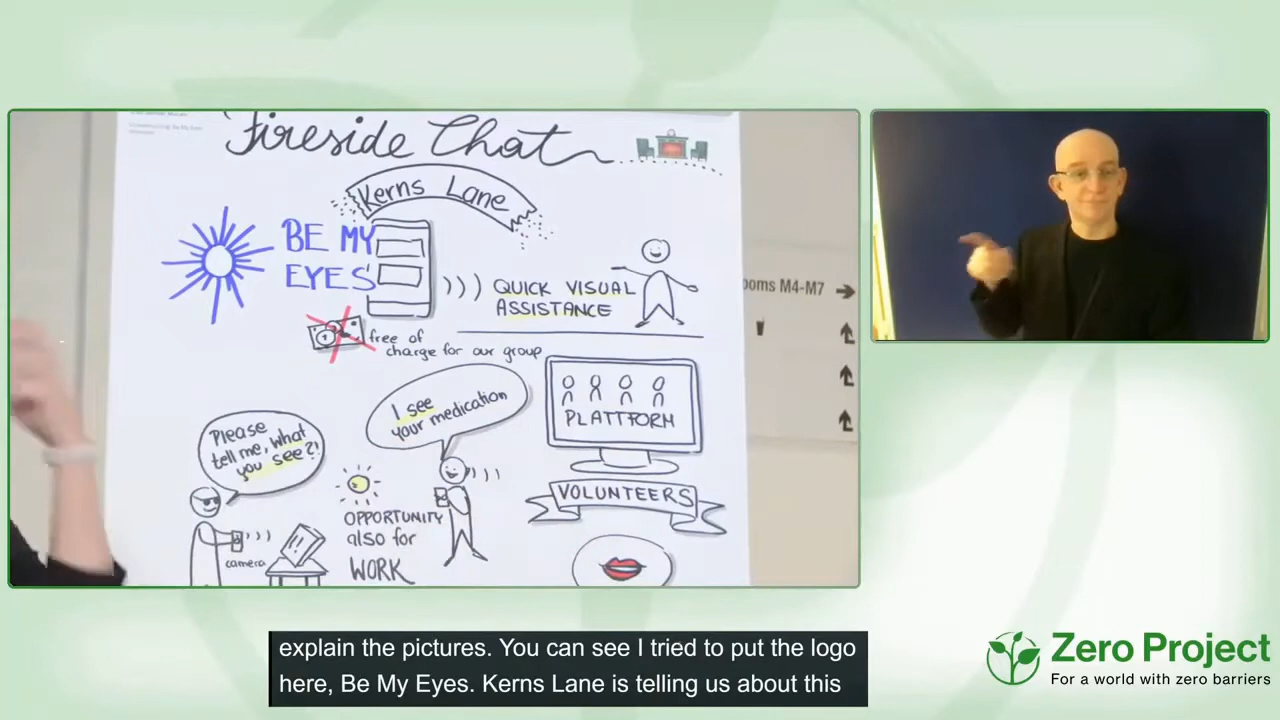 Fireside Chat
Kerns Lane
BE MY
EYES
QUICK VISUAL
ASSISTANCE
free of
charge for our group
I see
your medication
Please
tell me, what
you see?!
PLATTFORM
VOLUNTEERS
OPPORTUNITY
also for
WORK
camera
ooms M4-M7
explain the pictures. You can see I tried to put the logo
here, Be My Eyes. Kerns Lane is telling us about this
Zero Project
For a world with zero barriers